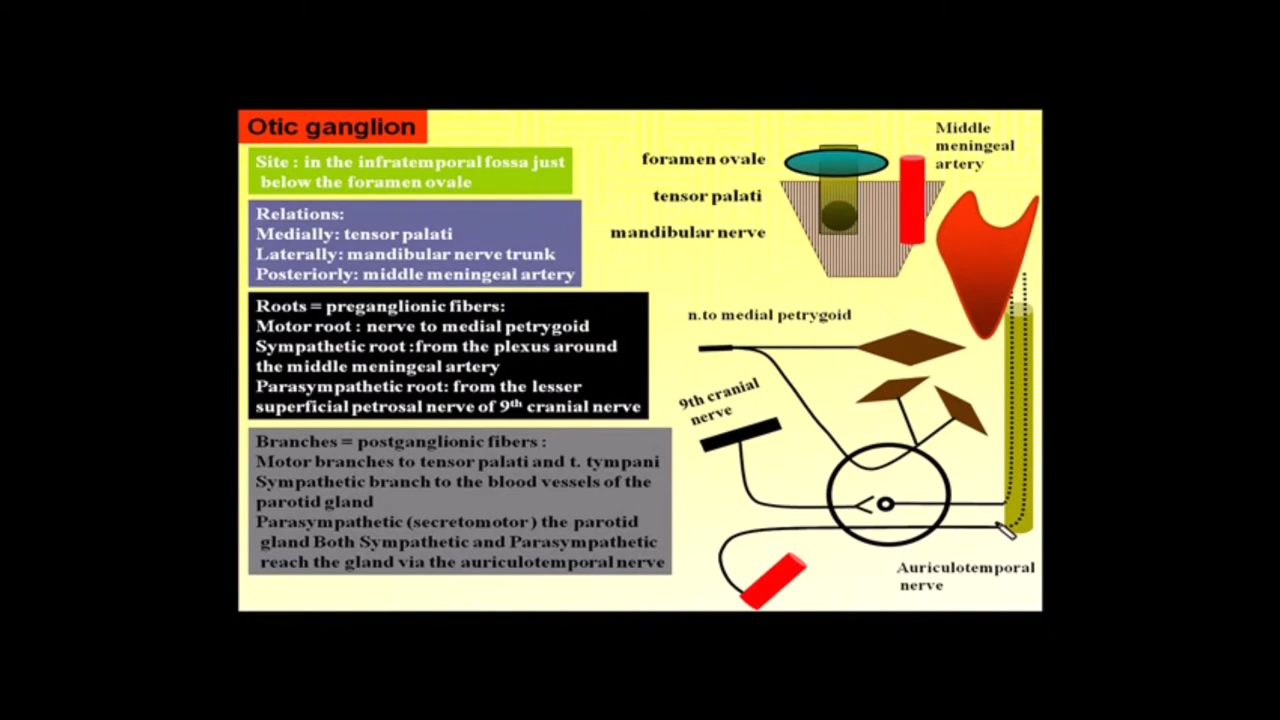 Otic ganglion
Site : in the infratemporal fossa just
below the foramen ovale
Relations:
Medially: tensor palati
Laterally: mandibular nerve trunk
Posteriorly: middle meningeal artery
Roots = preganglionic fibers:
Motor root : nerve to medial petrygoid
Sympathetic root :from the plexus around
the middle meningeal artery
Parasympathetic root: from the lesser
superficial petrosal nerve of 9th cranial nerve
Branches = postganglionic fibers :
Motor branches to tensor palati and t. tympani
Sympathetic branch to the blood vessels of the
parotid gland
Parasympathetic (secretomotor) the parotid
gland Both Sympathetic and Parasympathetic
reach the gland via the auriculotemporal nerve
foramen ovale
tensor palati
mandibular nerve
Middle
meningeal
artery
n.to medial petrygoid
9th cranial
nerve
Auriculotemporal
nerve